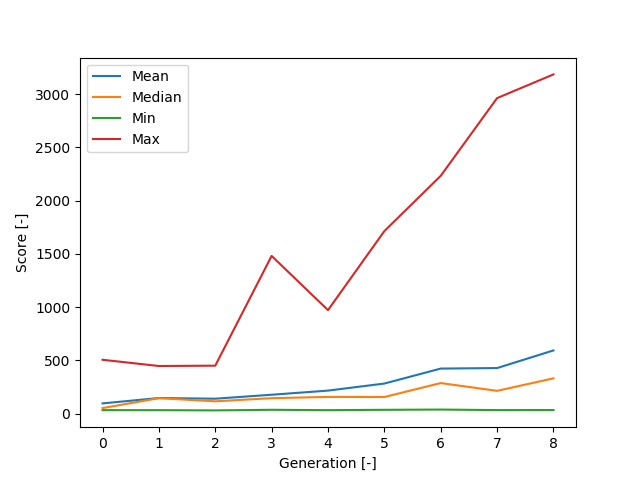 Mean
Median
Min
Max
3000
2500
2000
1500
1000
500
0
Score [-]
0 1 2 3 4 5 6 7 8
Generation [-]